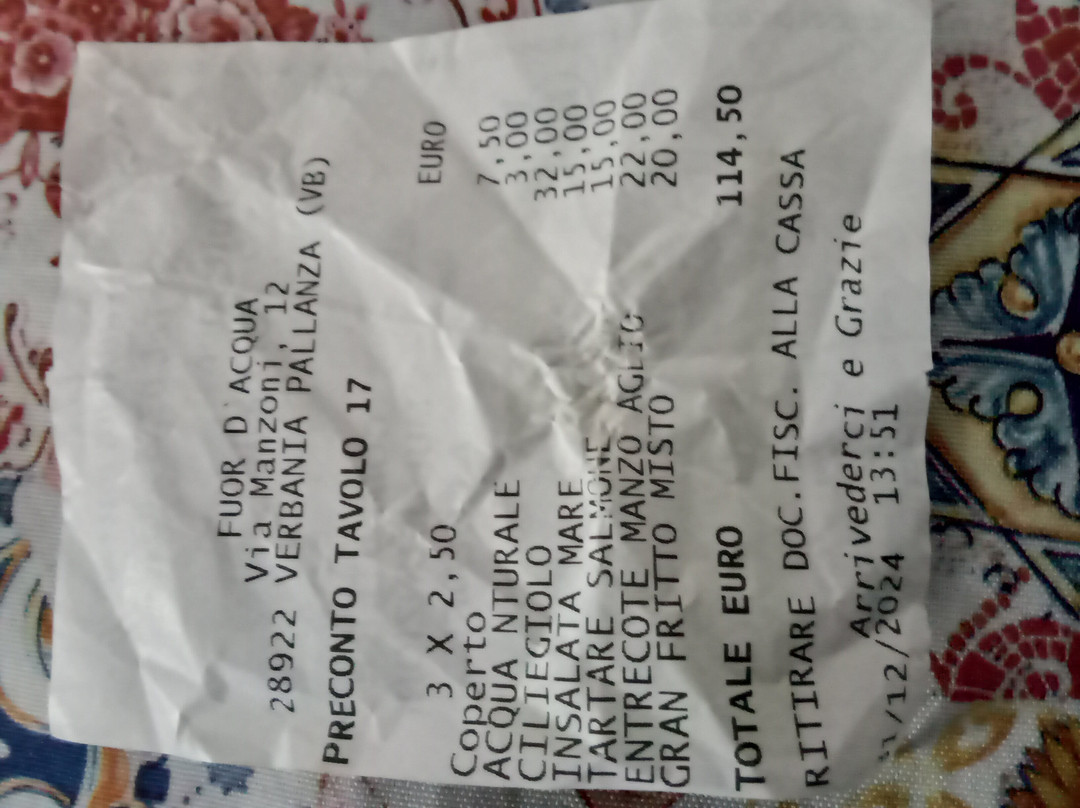 FUOR D'ACQUA
Via Manzoni, 12
28922 VERBANIA PALLANZA (VB)
PRECONTO TAVOLO 17
EURO
3 X 2,50
Coperto 7,50
ACQUA NTURALE 3,00
CILIEGIOLO 32,00
INSALATA MARE 15,00
TARTARE SALMONE 15,00
ENTRECOTE MANZO AGLIO 22,00
GRAN FRITTO MISTO 20,00
TOTALE EURO 114,50
RITIRARE DOC.FISC. ALLA CASSA
Arrivederci e Grazie
/12/2024 13:51